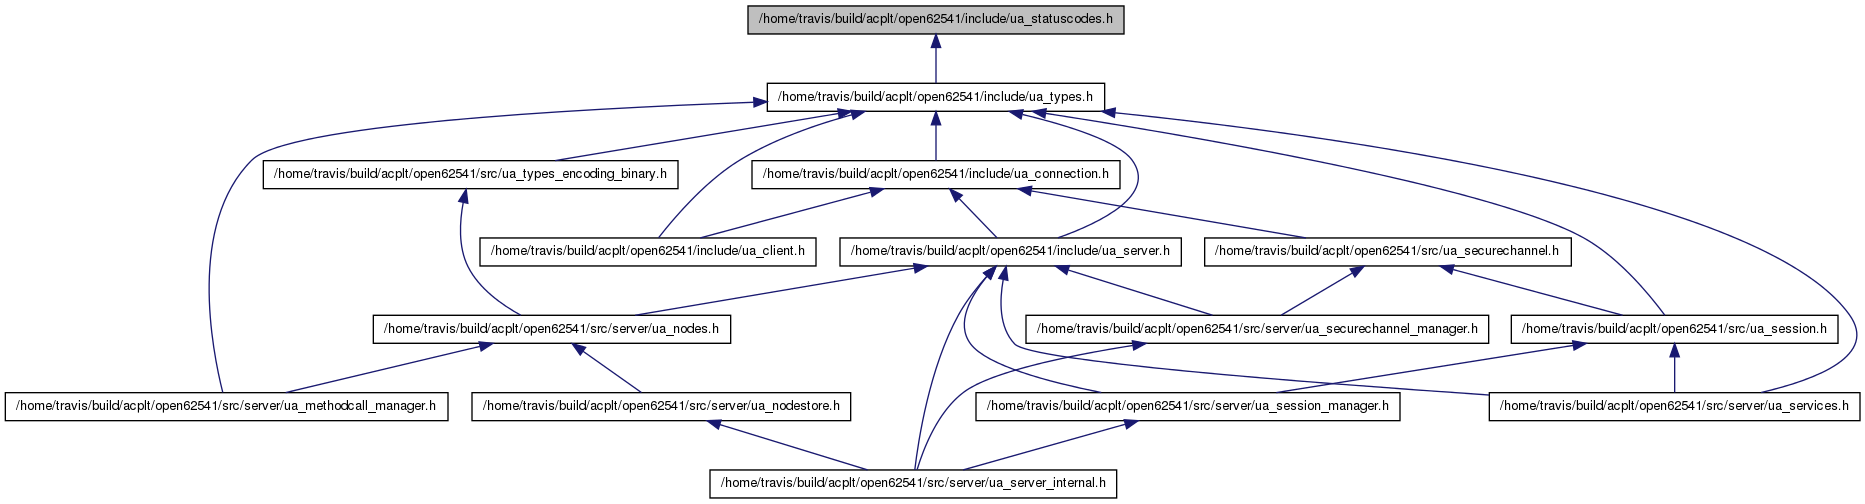 /home/travis/build/acplt/open62541/include/ua_statuscodes.h
/home/travis/build/acplt/open62541/include/ua_types.h
/home/travis/build/acplt/open62541/src/ua_types_encoding_binary.h
/home/travis/build/acplt/open62541/include/ua_connection.h
/home/travis/build/acplt/open62541/include/ua_client.h
/home/travis/build/acplt/open62541/include/ua_server.h
/home/travis/build/acplt/open62541/src/ua_securechannel.h
/home/travis/build/acplt/open62541/src/server/ua_nodes.h
/home/travis/build/acplt/open62541/src/server/ua_securechannel_manager.h
/home/travis/build/acplt/open62541/src/ua_session.h
/home/travis/build/acplt/open62541/src/server/ua_methodcall_manager.h
/home/travis/build/acplt/open62541/src/server/ua_nodestore.h
/home/travis/build/acplt/open62541/src/server/ua_session_manager.h
/home/travis/build/acplt/open62541/src/server/ua_services.h
/home/travis/build/acplt/open62541/src/server/ua_server_internal.h